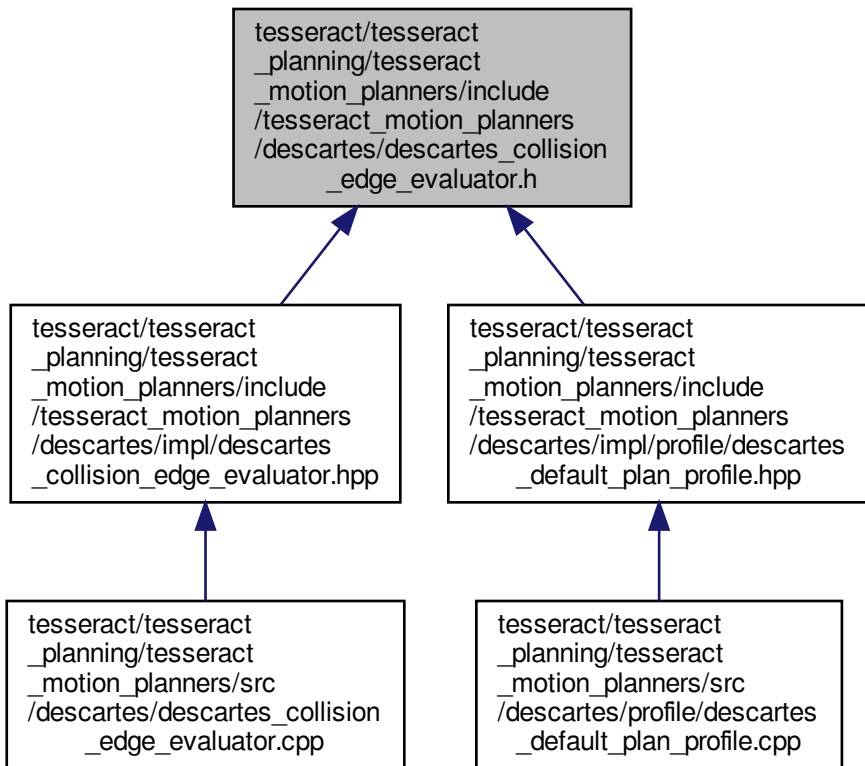 tesseract/tesseract
_planning/tesseract
_motion_planners/include
/tesseract_motion_planners
/descartes/descartes_collision
_edge_evaluator.h
tesseract/tesseract
_planning/tesseract
_motion_planners/include
/tesseract_motion_planners
/descartes/impl/descartes
_collision_edge_evaluator.hpp
tesseract/tesseract
_planning/tesseract
_motion_planners/include
/tesseract_motion_planners
/descartes/impl/profile/descartes
_default_plan_profile.hpp
tesseract/tesseract
_planning/tesseract
_motion_planners/src
/descartes/descartes_collision
_edge_evaluator.cpp
tesseract/tesseract
_planning/tesseract
_motion_planners/src
/descartes/profile/descartes
_default_plan_profile.cpp